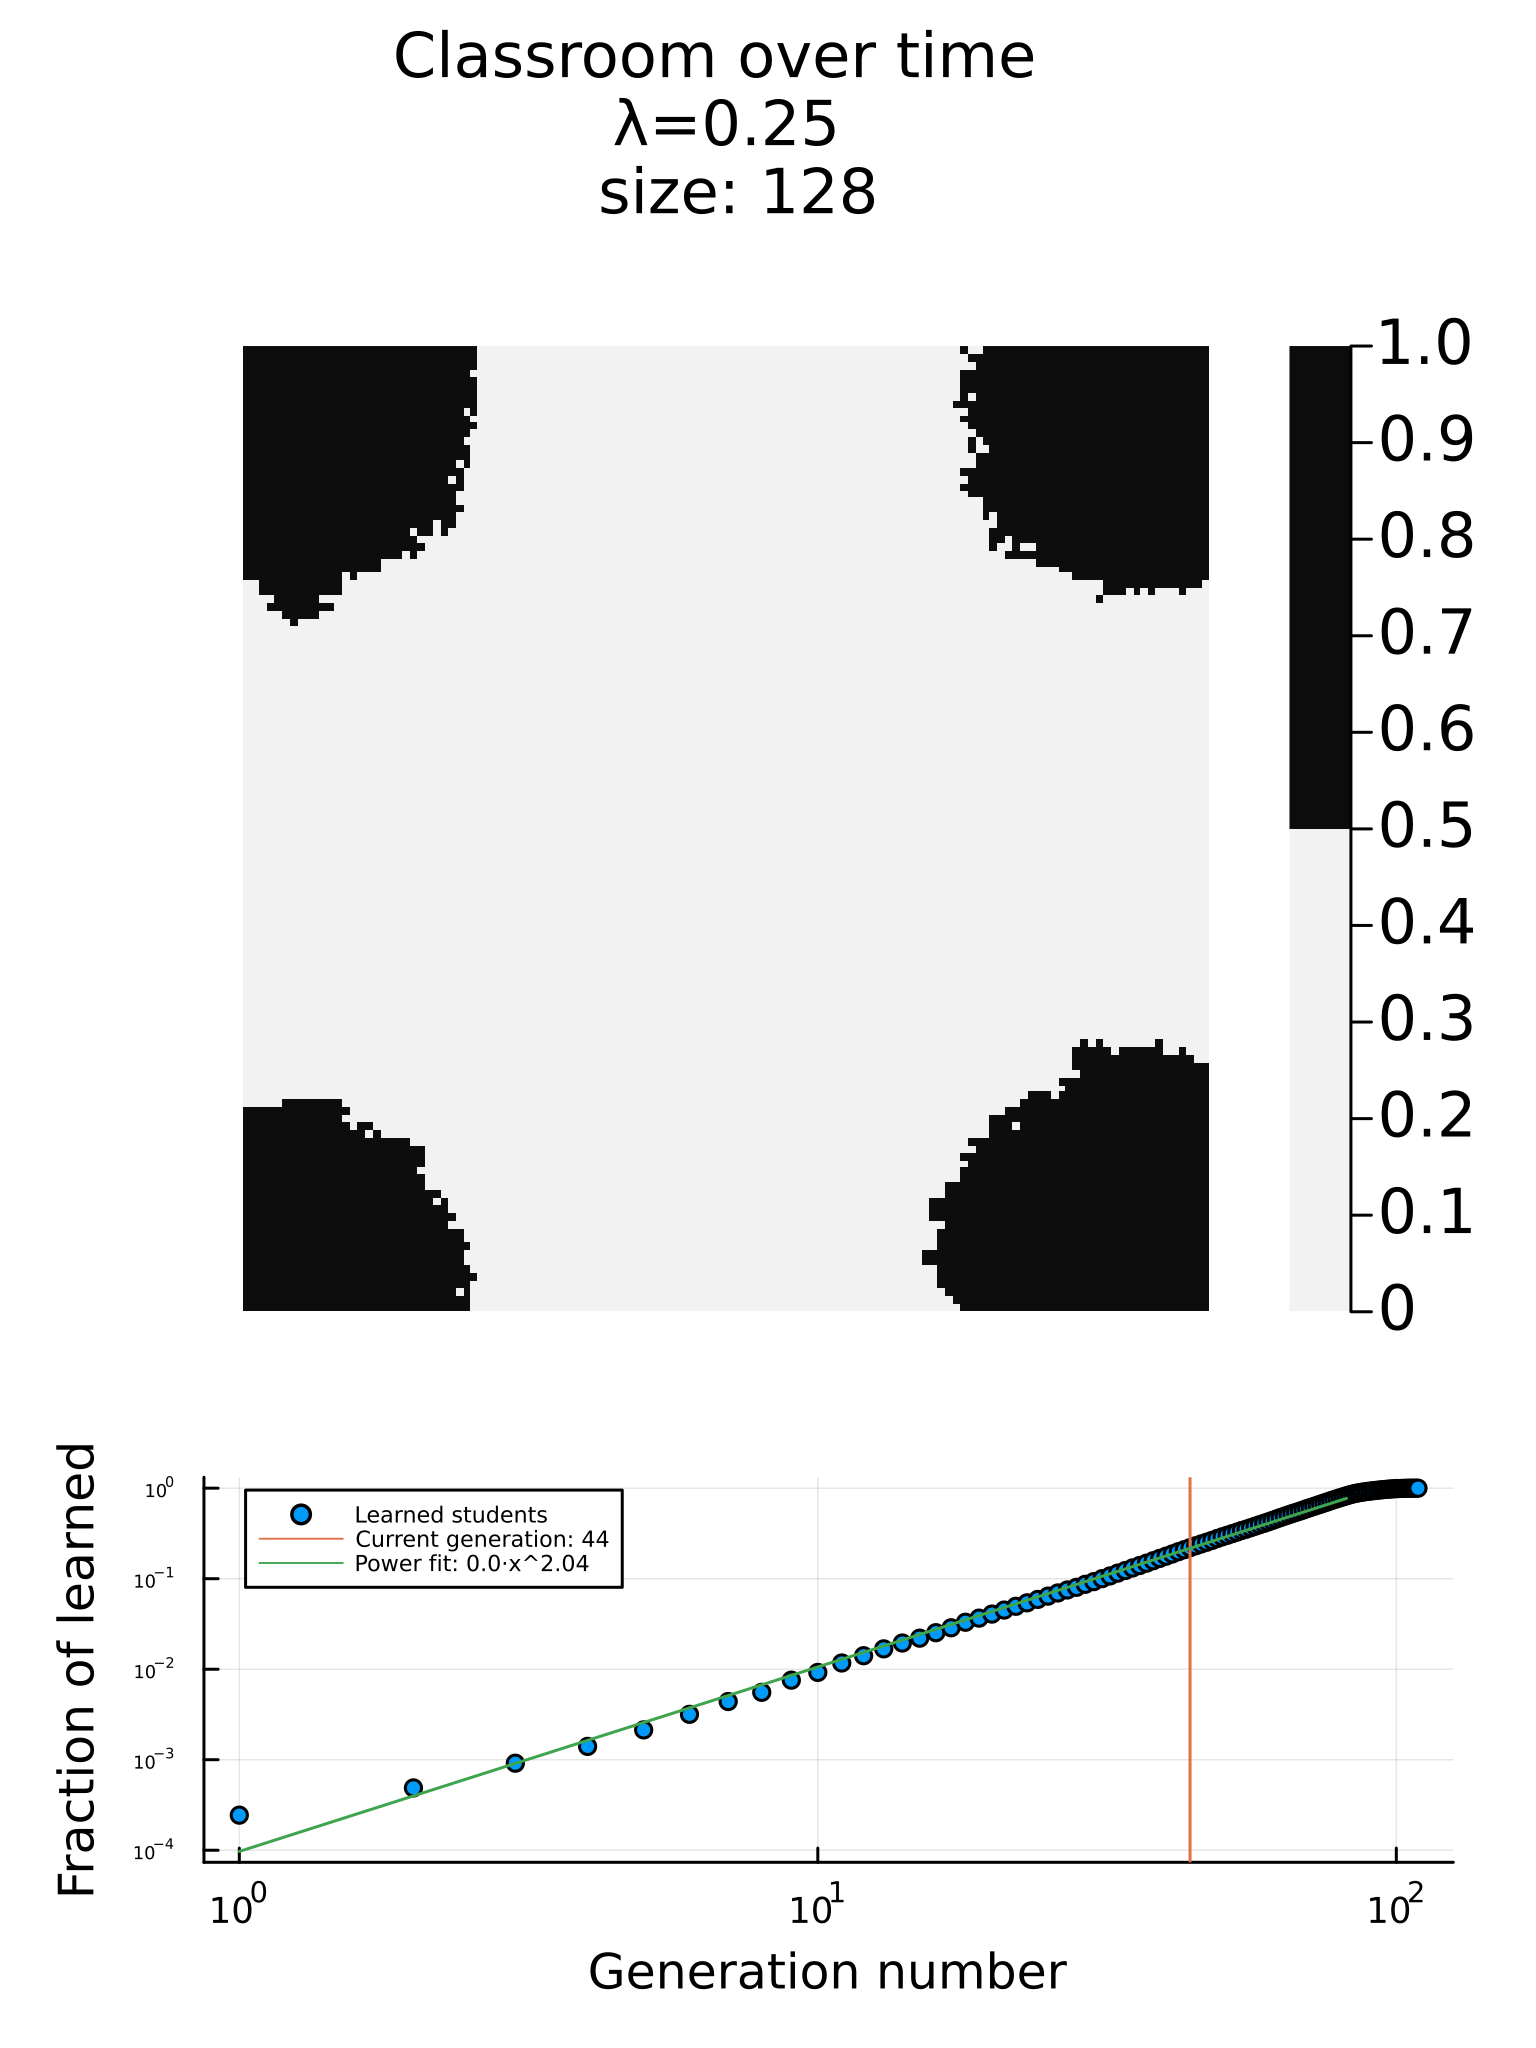 Classroom over time
λ=0.25
size: 128
1.0
0.9
0.8
0.7
0.6
0.5
0.4
0.3
0.2
0.1
0
Fraction of learned
10^0
10^-1
10^-2
10^-3
10^-4
Learned students
Current generation: 44
Power fit: 0.0·x^2.04
10^0 10^1 10^2
Generation number